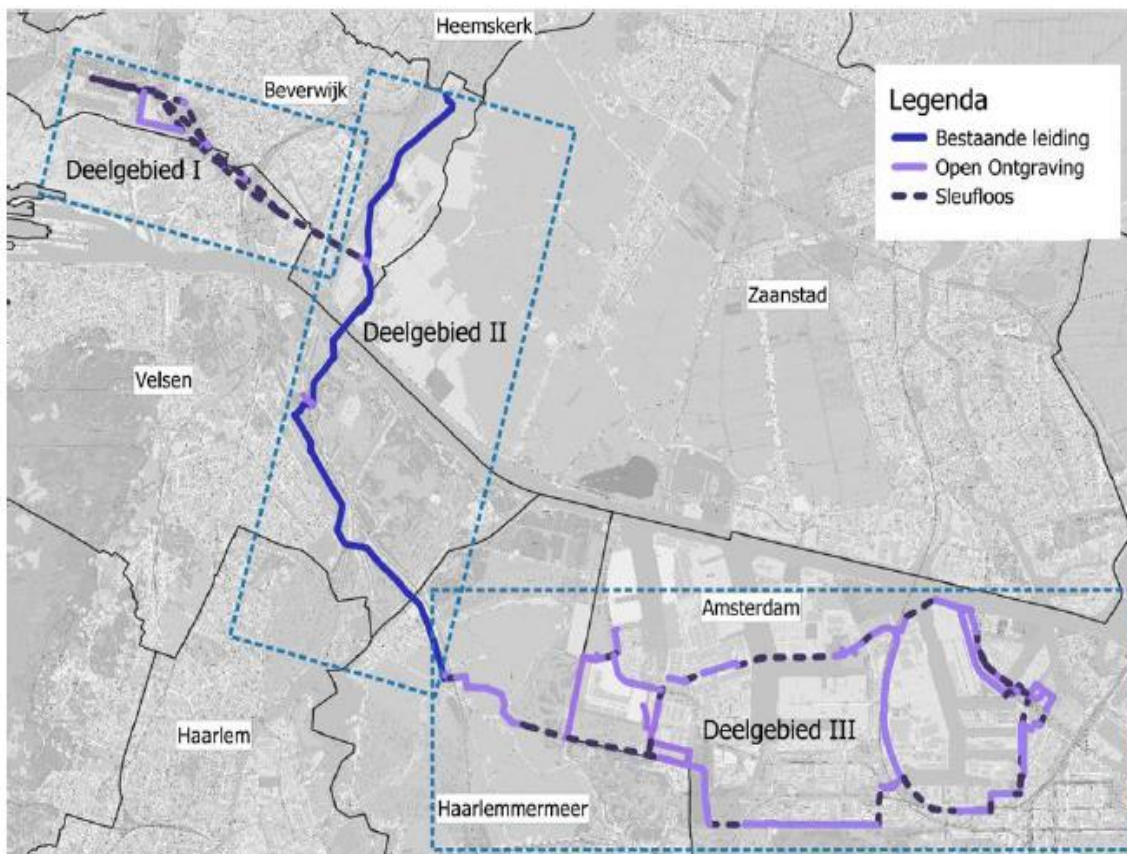 Heemskerk
Beverwijk
Legenda
Bestaande leiding
Open Ontgraving
Sleufloos
Deelgebied I
Zaanstad
Deelgebied II
Velsen
Amsterdam
Deelgebied III
Haarlem
Haarlemmermeer